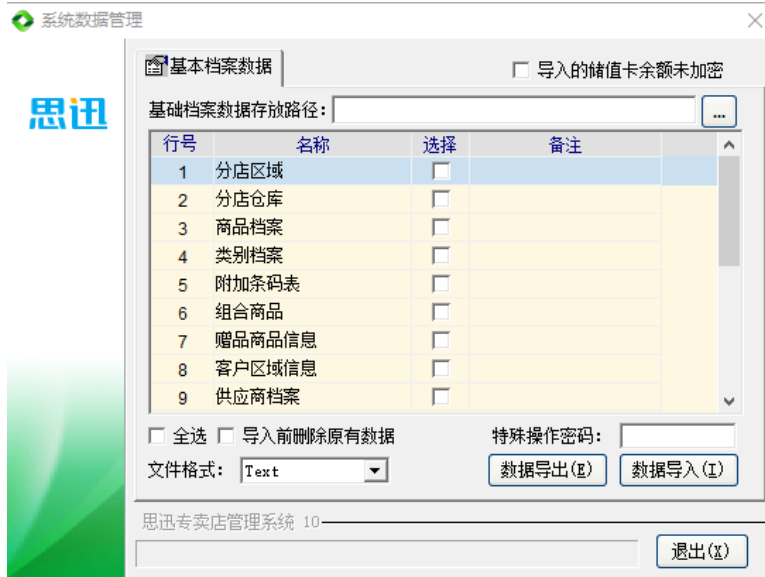 系统数据管理
思迅
基本档案数据
导入的储值卡余额未加密
基础档案数据存放路径:
...
行号 名称 选择 备注
1 分店区域
2 分店仓库
3 商品档案
4 类别档案
5 附加条码表
6 组合商品
7 赠品商品信息
8 客户区域信息
9 供应商档案
全选 导入前删除原有数据 特殊操作密码:
文件格式: Text 数据导出(E) 数据导入(I)
思迅专卖店管理系统 10
退出(X)